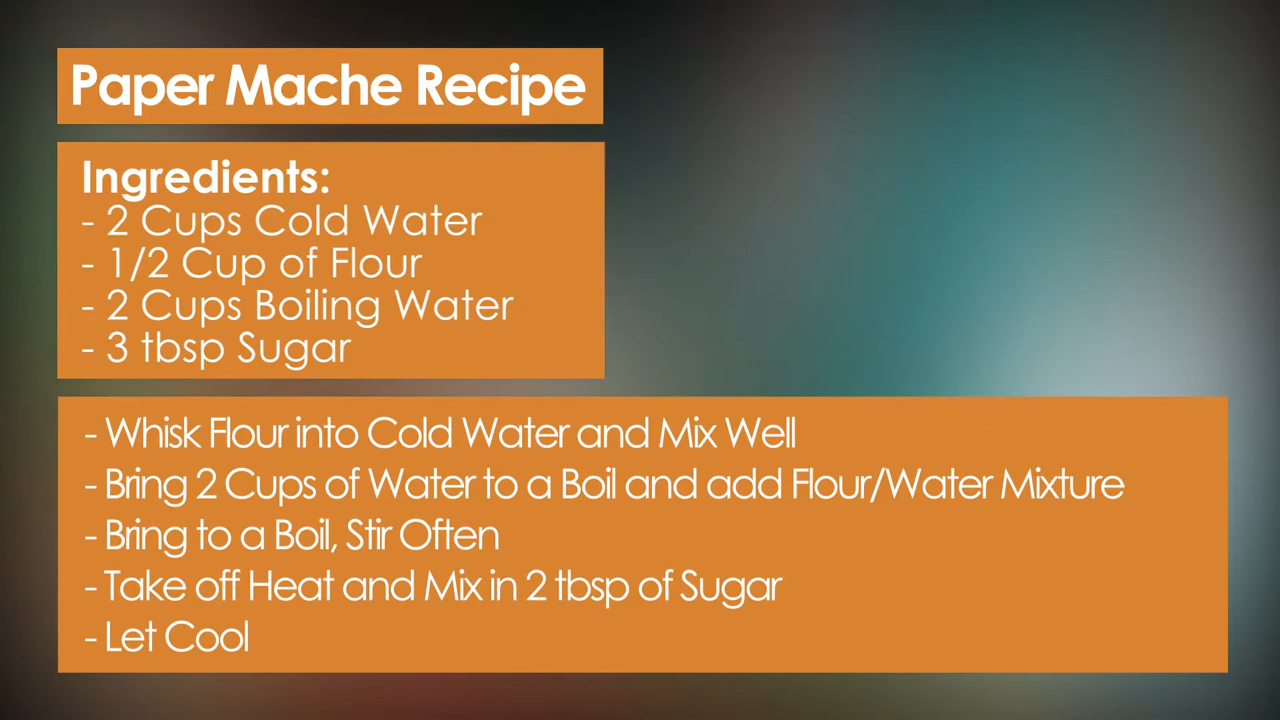 Paper Mache Recipe
Ingredients:
- 2 Cups Cold Water
- 1/2 Cup of Flour
- 2 Cups Boiling Water
- 3 tbsp Sugar
- Whisk Flour into Cold Water and Mix Well
- Bring 2 Cups of Water to a Boil and add Flour/Water Mixture
- Bring to a Boil, Stir Often
- Take off Heat and Mix in 2 tbsp of Sugar
- Let Cool